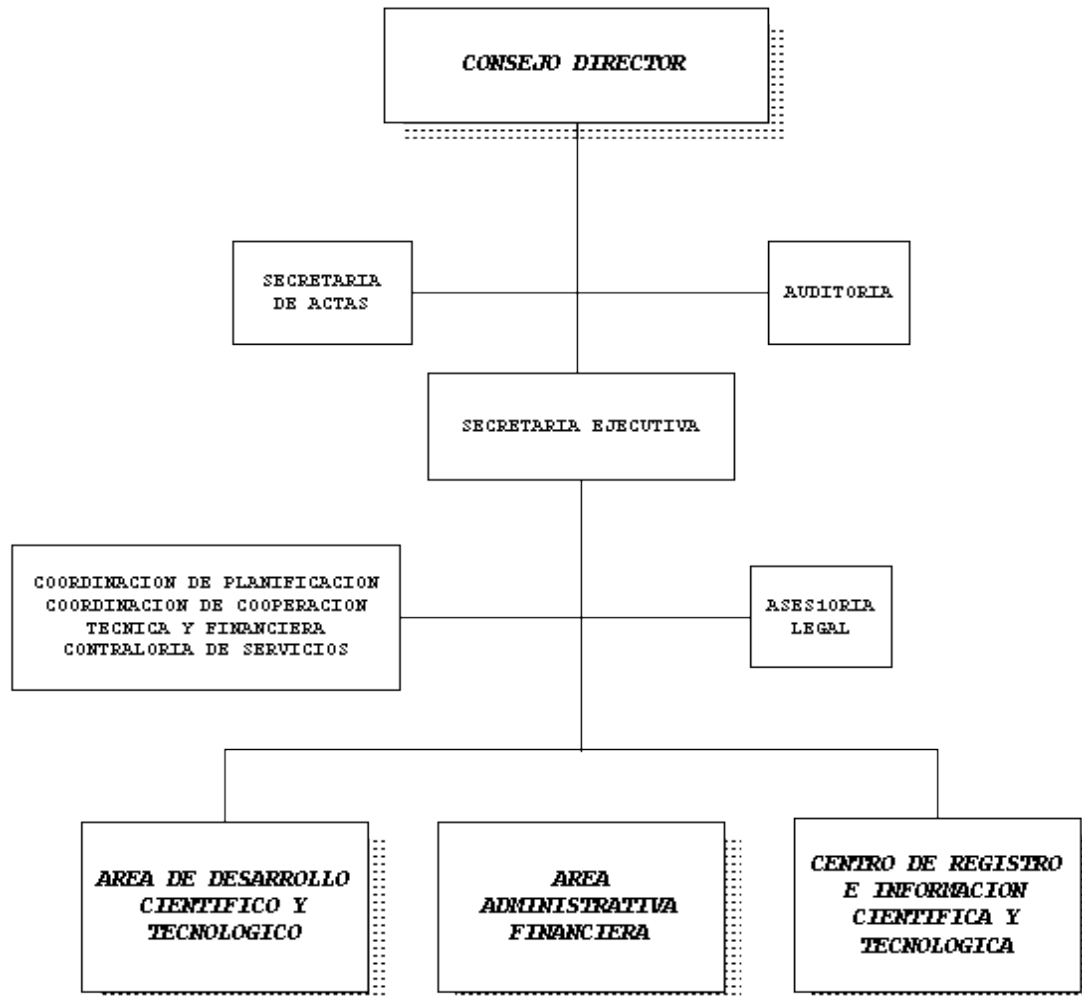 CONSEJO DIRECTOR
SECRETARIA
DE ACTAS
AUDITORIA
SECRETARIA EJECUTIVA
COORDINACION DE PLANIFICACION
COORDINACION DE COOPERACION
TECNICA Y FINANCIERA
CONTRALORIA DE SERVICIOS
ASES1ORIA
LEGAL
AREA DE DESARROLLO
CIENTIFICO Y
TECNOLOGICO
AREA
ADMINISTRATIVA
FINANCIERA
CENTRO DE REGISTRO
E INFORMACION
CIENTIFICA Y
TECNOLOGICA